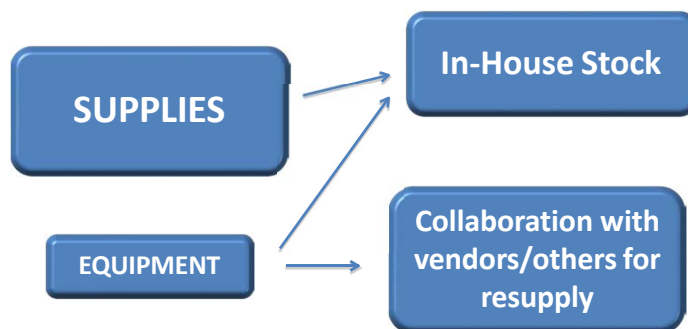 SUPPLIES
In-House Stock
EQUIPMENT
Collaboration with
vendors/others for
resupply